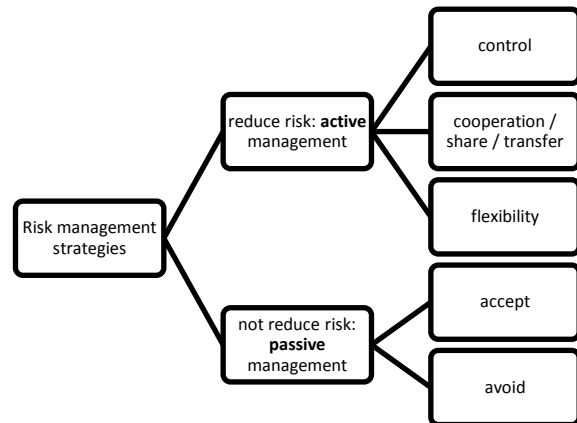 Risk management
strategies
reduce risk: active
management
not reduce risk:
passive
management
control
cooperation /
share / transfer
flexibility
accept
avoid